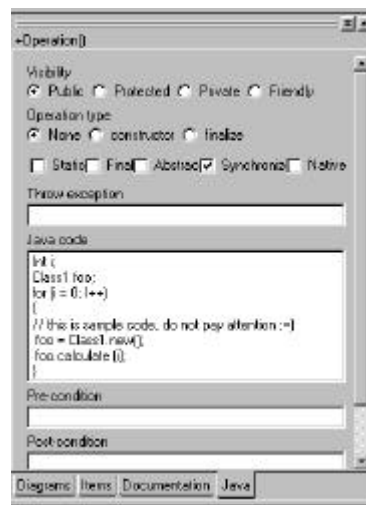 +Operation()
Visibility
Public Protected Private Friendly
Operation type
None constructor finalize
Static Final Abstract Synchroniz Native
Throw exception
Java code
Int i;
Class1 foo;
for (i = 0; I++)
{
// this is sample code, do not pay attention :=)
foo = Class1.new();
foo.calculate (i);
}
Pre-condition
Post-condition
Diagrams Items Documentation Java